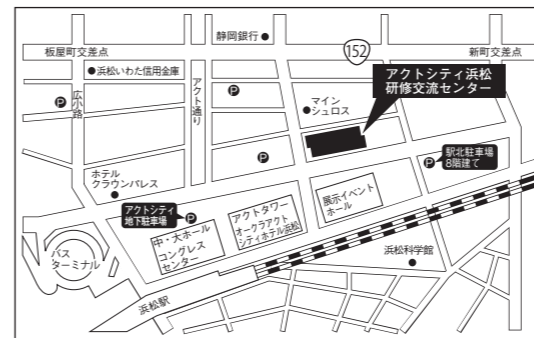 静岡銀行
152
板屋町交差点
新町交差点
浜松いわた信用金庫
アクトシティ浜松
研修交流センター
P
P
広小路
アクト通り
マイン
シュロス
P
P
駅北駐車場
8階建て
ホテル
クラウンパレス
アクトシティ
地下駐車場
P
アクトタワー
オークラアクト
シティホテル浜松
展示イベント
ホール
中・大ホール
コングレス
センター
バス
ターミナル
浜松科学館
浜松駅